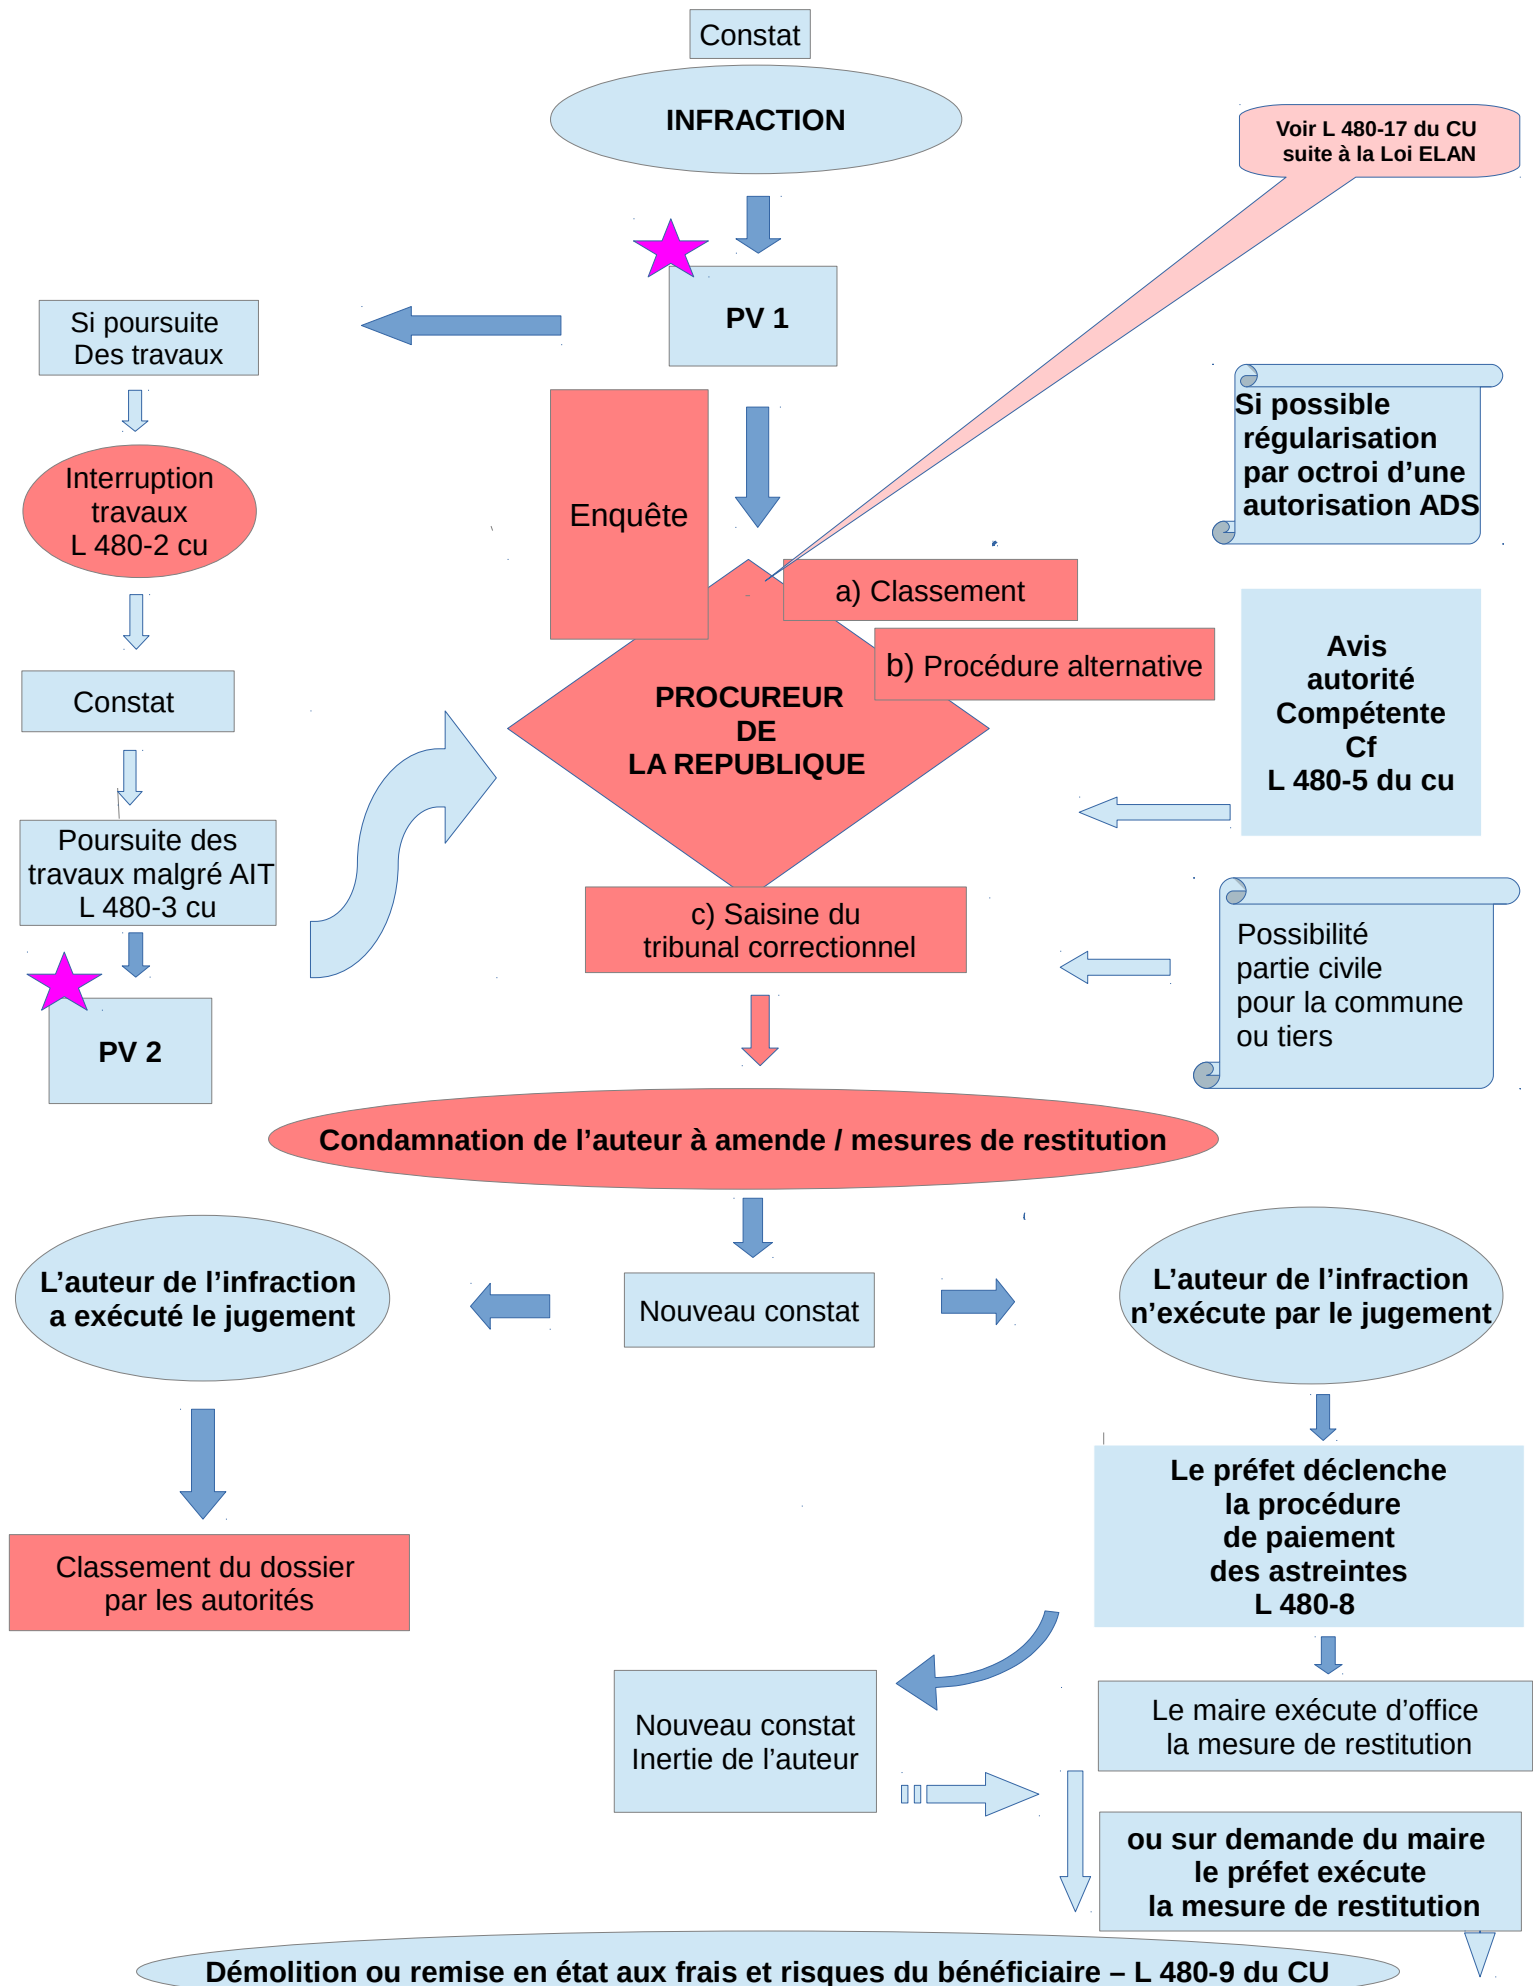 Constat
INFRACTION
Voir L 480-17 du CU
suite à la Loi ELAN
PV 1
Si poursuite
Des travaux
Interruption
travaux
L 480-2 cu
Constat
Poursuite des
travaux malgré AIT
L 480-3 cu
PV 2
Enquête
a) Classement
b) Procédure alternative
PROCUREUR
DE
LA REPUBLIQUE
c) Saisine du
tribunal correctionnel
Si possible
régularisation
par octroi d’une
autorisation ADS
Avis
autorité
Compétente
Cf
L 480-5 du cu
Possibilité
partie civile
pour la commune
ou tiers
Condamnation de l’auteur à amende / mesures de restitution
L’auteur de l’infraction
a exécuté le jugement
Nouveau constat
L’auteur de l’infraction
n’exécute par le jugement
Classement du dossier
par les autorités
Le préfet déclenche
la procédure
de paiement
des astreintes
L 480-8
Nouveau constat
Inertie de l’auteur
Le maire exécute d’office
la mesure de restitution
ou sur demande du maire
le préfet exécute
la mesure de restitution
Démolition ou remise en état aux frais et risques du bénéficiaire – L 480-9 du CU